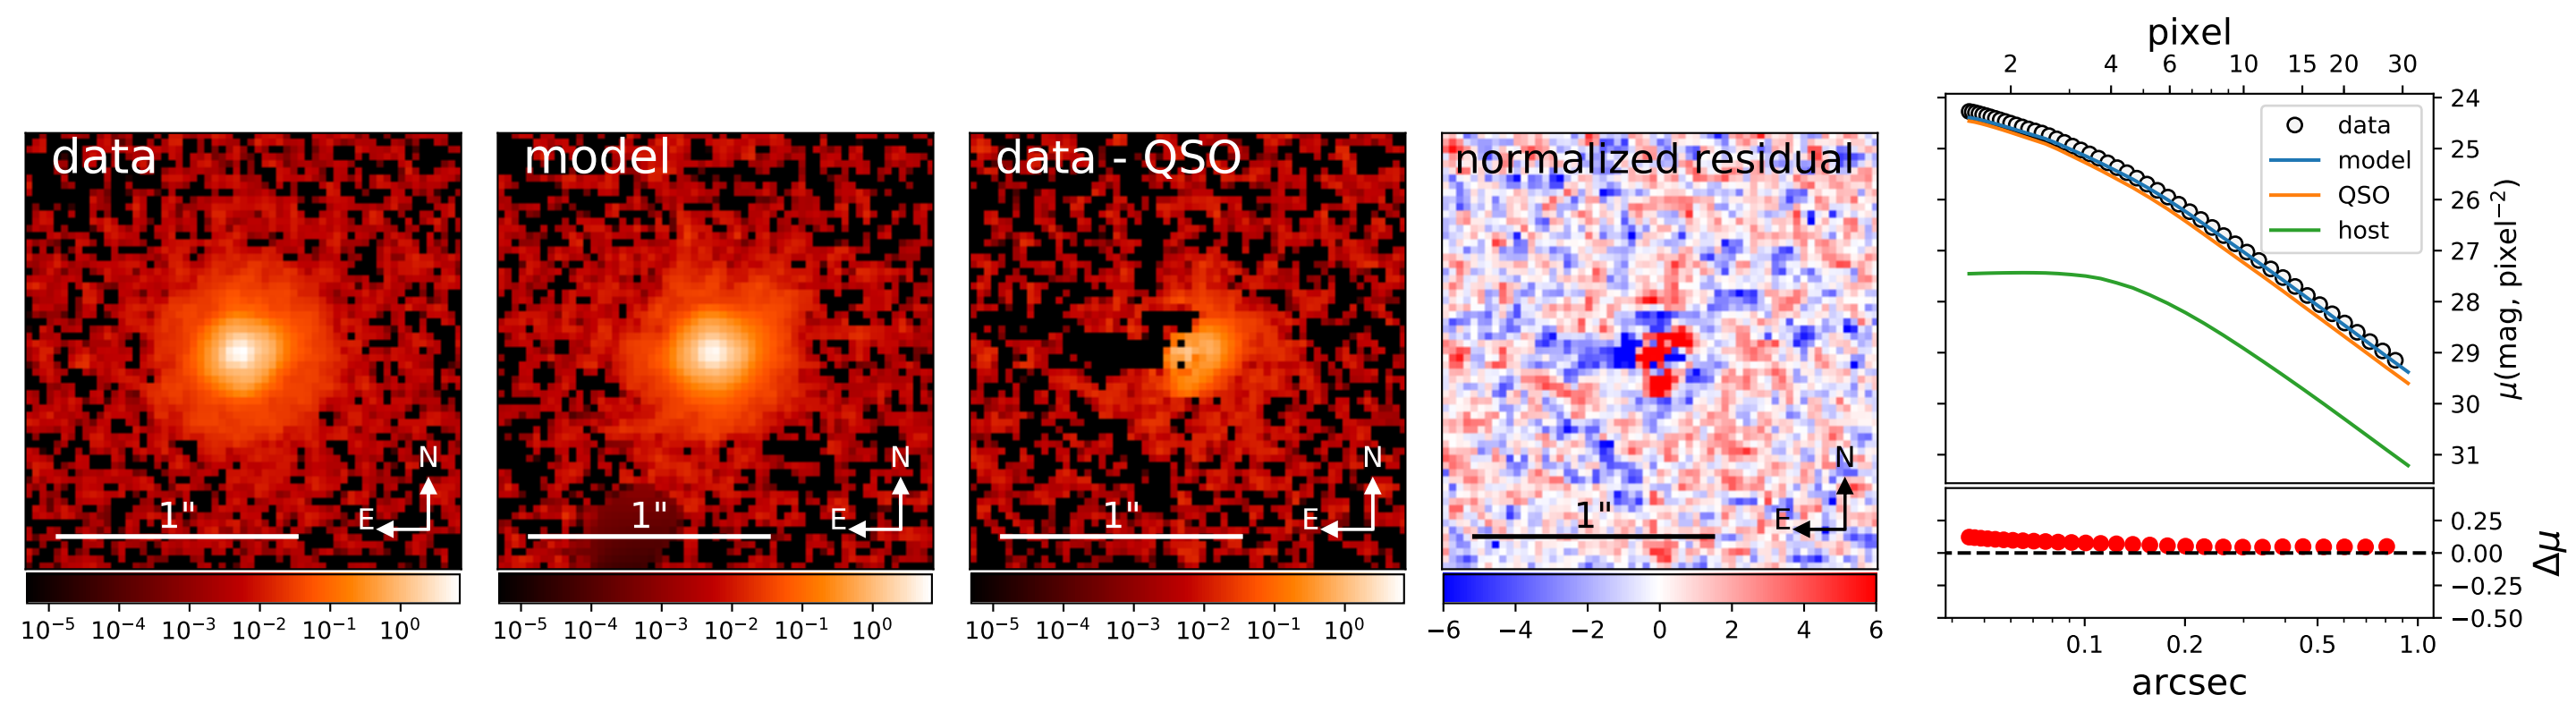 data
N
E
1"
10⁻⁵ 10⁻⁴ 10⁻³ 10⁻² 10⁻¹ 10⁰
model
N
E
1"
10⁻⁵ 10⁻⁴ 10⁻³ 10⁻² 10⁻¹ 10⁰
data - QSO
N
E
1"
10⁻⁵ 10⁻⁴ 10⁻³ 10⁻² 10⁻¹ 10⁰
normalized residual
N
E
1"
−6 −4 −2 0 2 4 6
pixel
2 4 6 10 15 20 30
data
model
QSO
host
24
25
26
27
28
29
30
31
μ(mag, pixel⁻²)
0.25
0.00
−0.25
−0.50
Δμ
0.1 0.2 0.5 1.0
arcsec